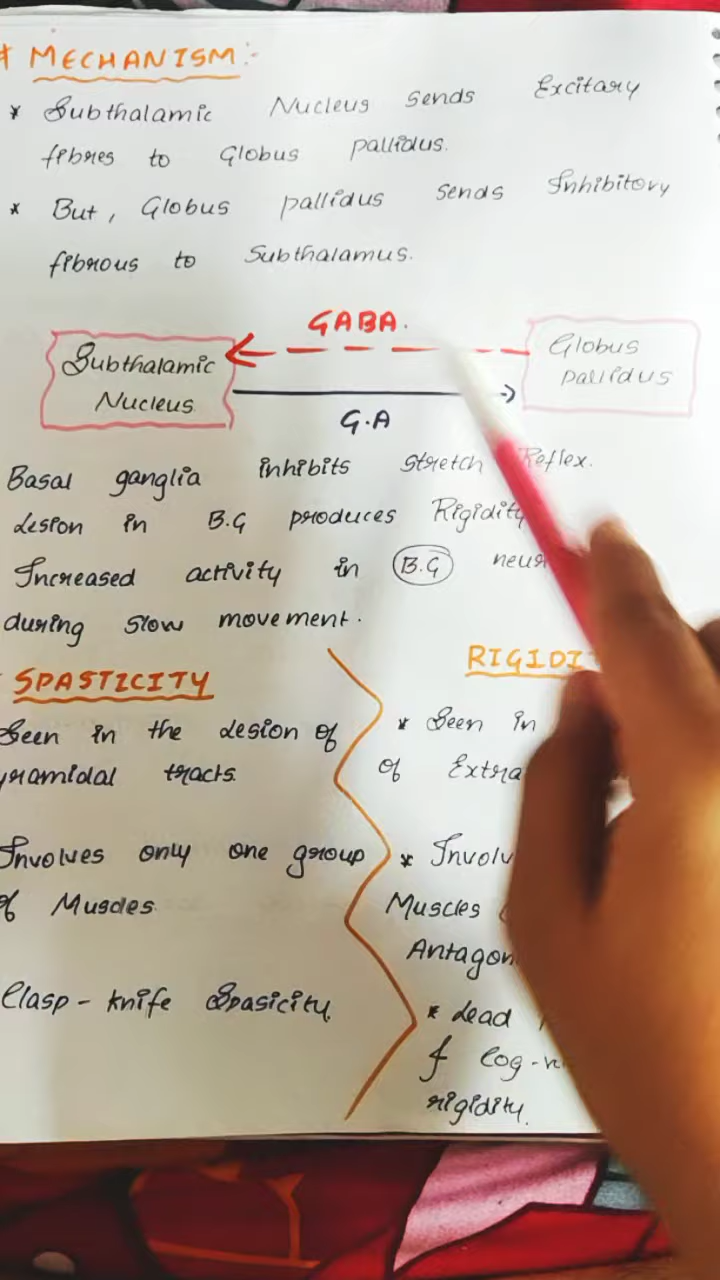 # MECHANISM:-
* Subthalamic Nucleus sends Excitary
fibres to Globus pallidus.
* But, Globus pallidus sends Inhibitory
fibrous to Subthalamus.
GABA.
Subthalamic
Nucleus
Globus
pallidus
G.A
Basal ganglia inhibits stretch Reflex.
Lesion in B.G produces Rigidity
Increased activity in B.G
during slow movement.
SPASTICITY
Seen in the Lesion of
yramidal tracts.
Involves only one group
of Muscles.
Clasp-knife Spasicity.
RIGIDI
* Seen in
of Extra
* Involv
Muscles
Antagon
* Lead
rigidity.